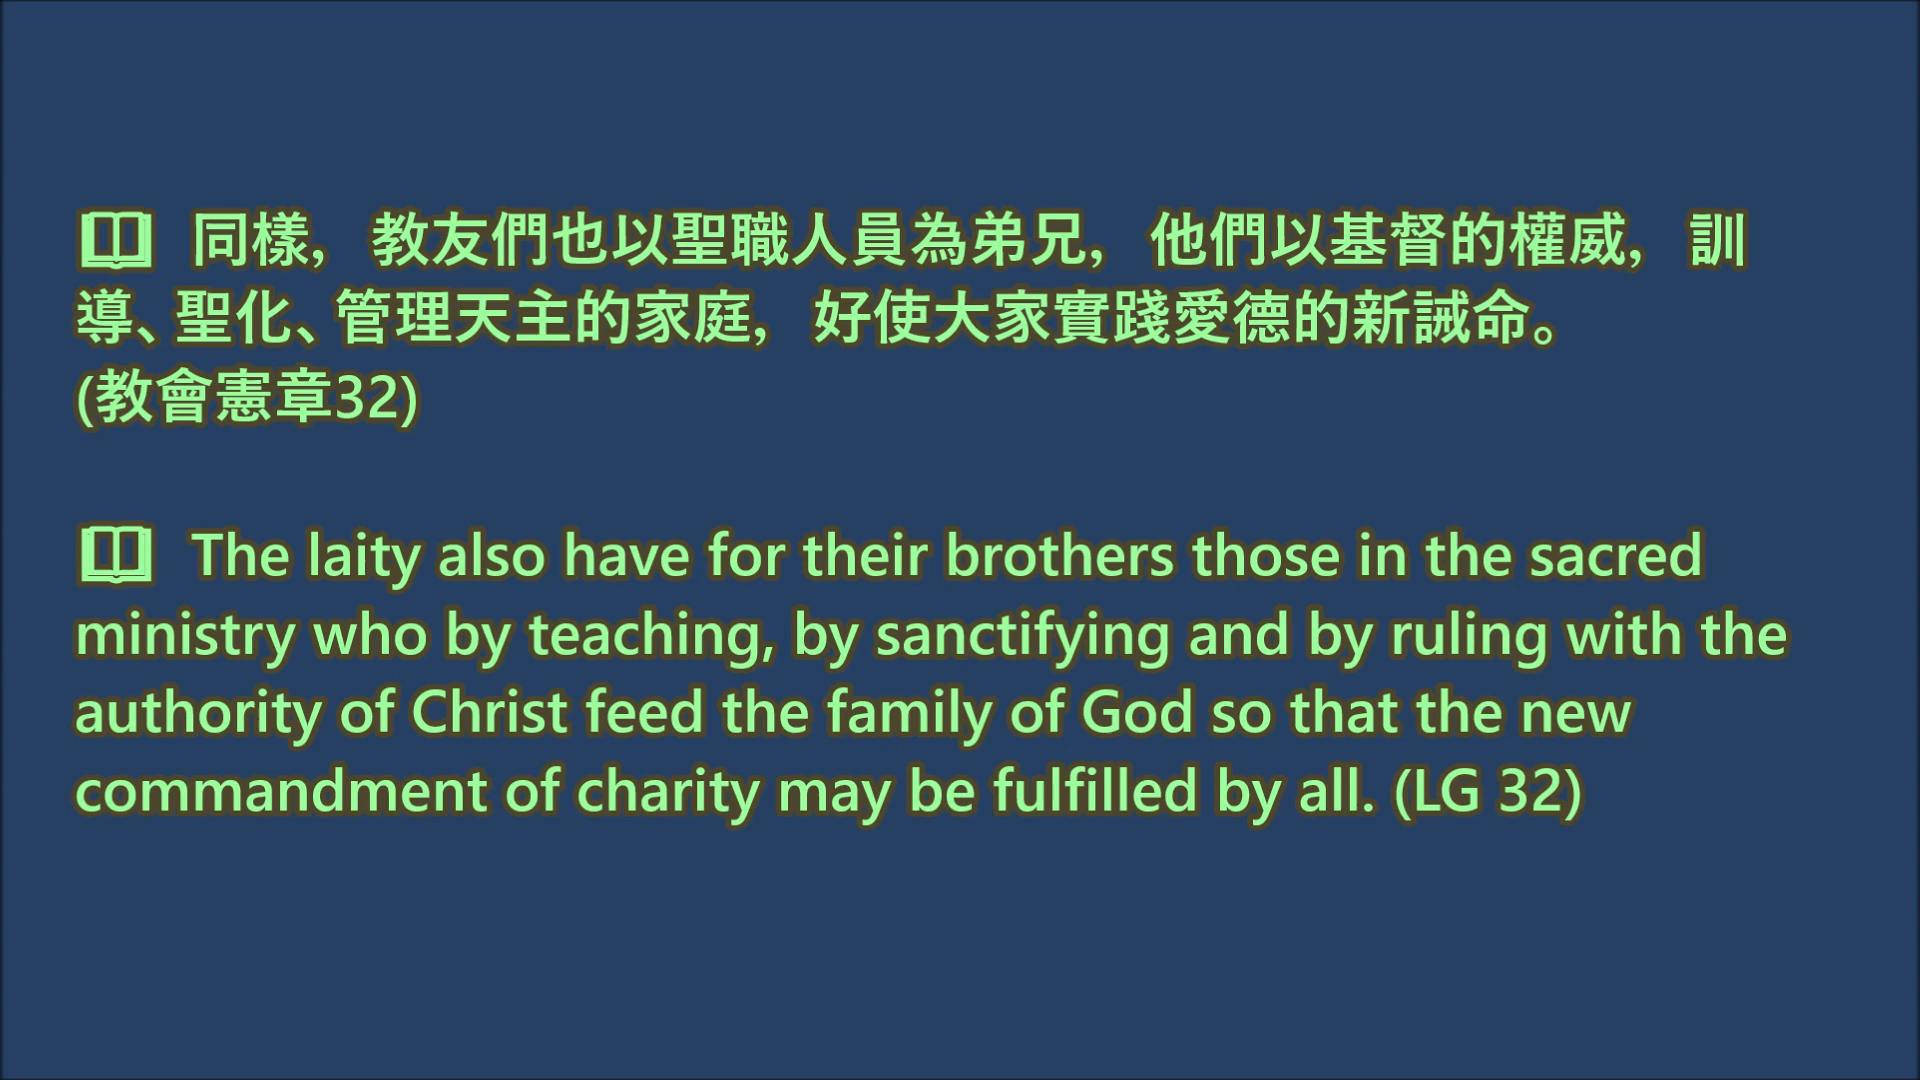 🕮 同樣，教友們也以聖職人員為弟兄，他們以基督的權威，訓
導、聖化、管理天主的家庭，好使大家實踐愛德的新誡命。
(教會憲章32)
🕮 The laity also have for their brothers those in the sacred
ministry who by teaching, by sanctifying and by ruling with the
authority of Christ feed the family of God so that the new
commandment of charity may be fulfilled by all. (LG 32)